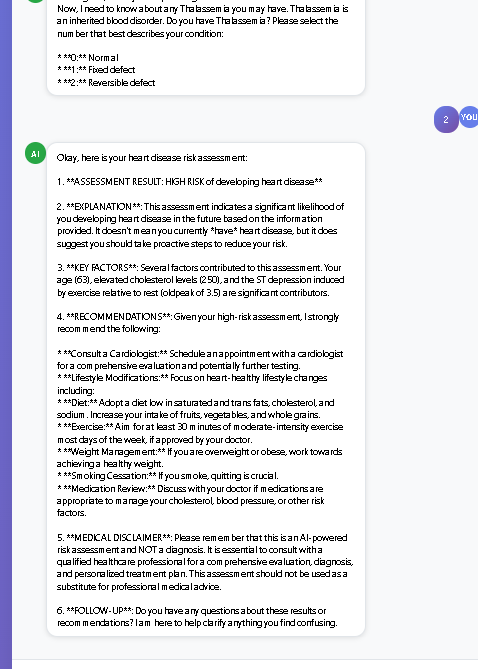 Now, I need to know about any Thalassemia you may have. Thalassemia is
an inherited blood disorder. Do you have Thalassemia? Please select the
number that best describes your condition:
* **0:** Normal
* **1:** Fixed defect
* **2:** Reversible defect
2
YOU
AI
Okay, here is your heart disease risk assessment:
1. **ASSESSMENT RESULT: HIGH RISK of developing heart disease**
2. **EXPLANATION**: This assessment indicates a significant likelihood of
you developing heart disease in the future based on the information
provided. It doesn't mean you currently *have* heart disease, but it does
suggest you should take proactive steps to reduce your risk.
3. **KEY FACTORS**: Several factors contributed to this assessment. Your
age (63), elevated cholesterol levels (250), and the ST depression induced
by exercise relative to rest (oldpeak of 3.5) are significant contributors.
4. **RECOMMENDATIONS**: Given your high-risk assessment, I strongly
recommend the following:
* **Consult a Cardiologist:** Schedule an appointment with a cardiologist
for a comprehensive evaluation and potentially further testing.
* **Lifestyle Modifications:** Focus on heart-healthy lifestyle changes
including:
* **Diet:** Adopt a diet low in saturated and trans fats, cholesterol, and
sodium. Increase your intake of fruits, vegetables, and whole grains.
* **Exercise:** Aim for at least 30 minutes of moderate-intensity exercise
most days of the week, if approved by your doctor.
* **Weight Management:** If you are overweight or obese, work towards
achieving a healthy weight.
* **Smoking Cessation:** If you smoke, quitting is crucial.
* **Medication Review:** Discuss with your doctor if medications are
appropriate to manage your cholesterol, blood pressure, or other risk
factors.
5. **MEDICAL DISCLAIMER**: Please remember that this is an AI-powered
risk assessment and NOT a diagnosis. It is essential to consult with a
qualified healthcare professional for a comprehensive evaluation, diagnosis,
and personalized treatment plan. This assessment should not be used as a
substitute for professional medical advice.
6. **FOLLOW-UP**: Do you have any questions about these results or
recommendations? I am here to help clarify anything you find confusing.